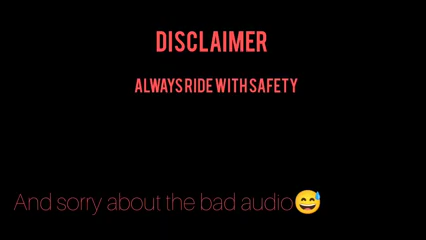 DISCLAIMER
ALWAYS RIDE WITH SAFETY
And sorry about the bad audio😅